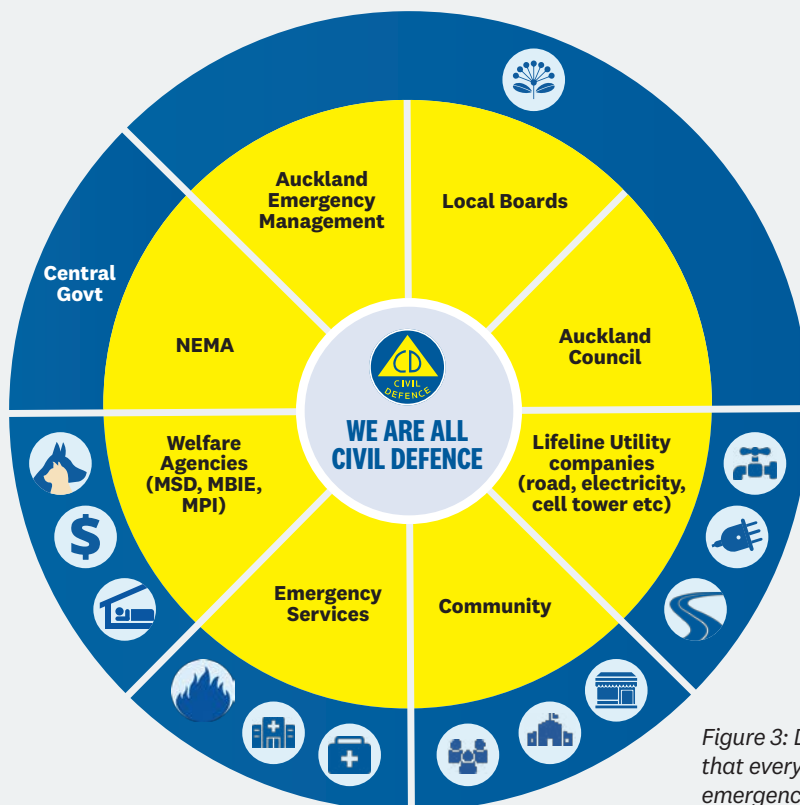 Auckland
Emergency
Management
Local Boards
Central
Govt
NEMA
Auckland
Council
CD
CIVIL
DEFENCE
WE ARE ALL
CIVIL DEFENCE
Welfare
Agencies
(MSD, MBIE,
MPI)
Lifeline Utility
companies
(road, electricity,
cell tower etc)
$
Emergency
Services
Community
Figure 3: D
that every
emergenc